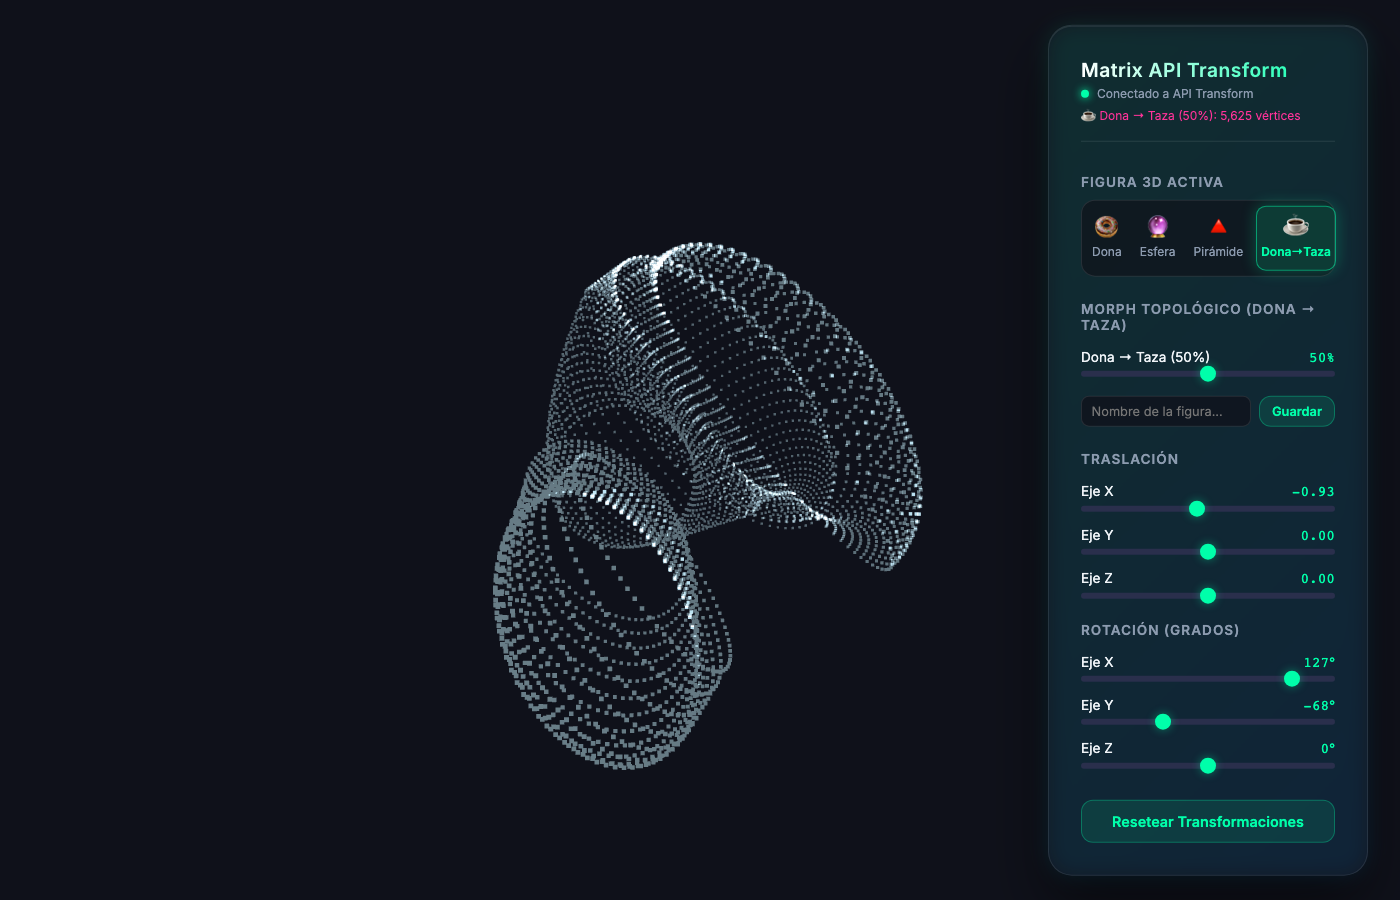 Matrix API Transform
Conectado a API Transform
☕ Dona → Taza (50%): 5,625 vértices
FIGURA 3D ACTIVA
Dona Esfera Pirámide Dona→Taza
MORPH TOPOLÓGICO (DONA →
TAZA)
Dona → Taza (50%) 50%
Nombre de la figura... Guardar
TRASLACIÓN
Eje X −0.93
Eje Y 0.00
Eje Z 0.00
ROTACIÓN (GRADOS)
Eje X 127°
Eje Y −68°
Eje Z 0°
Resetear Transformaciones